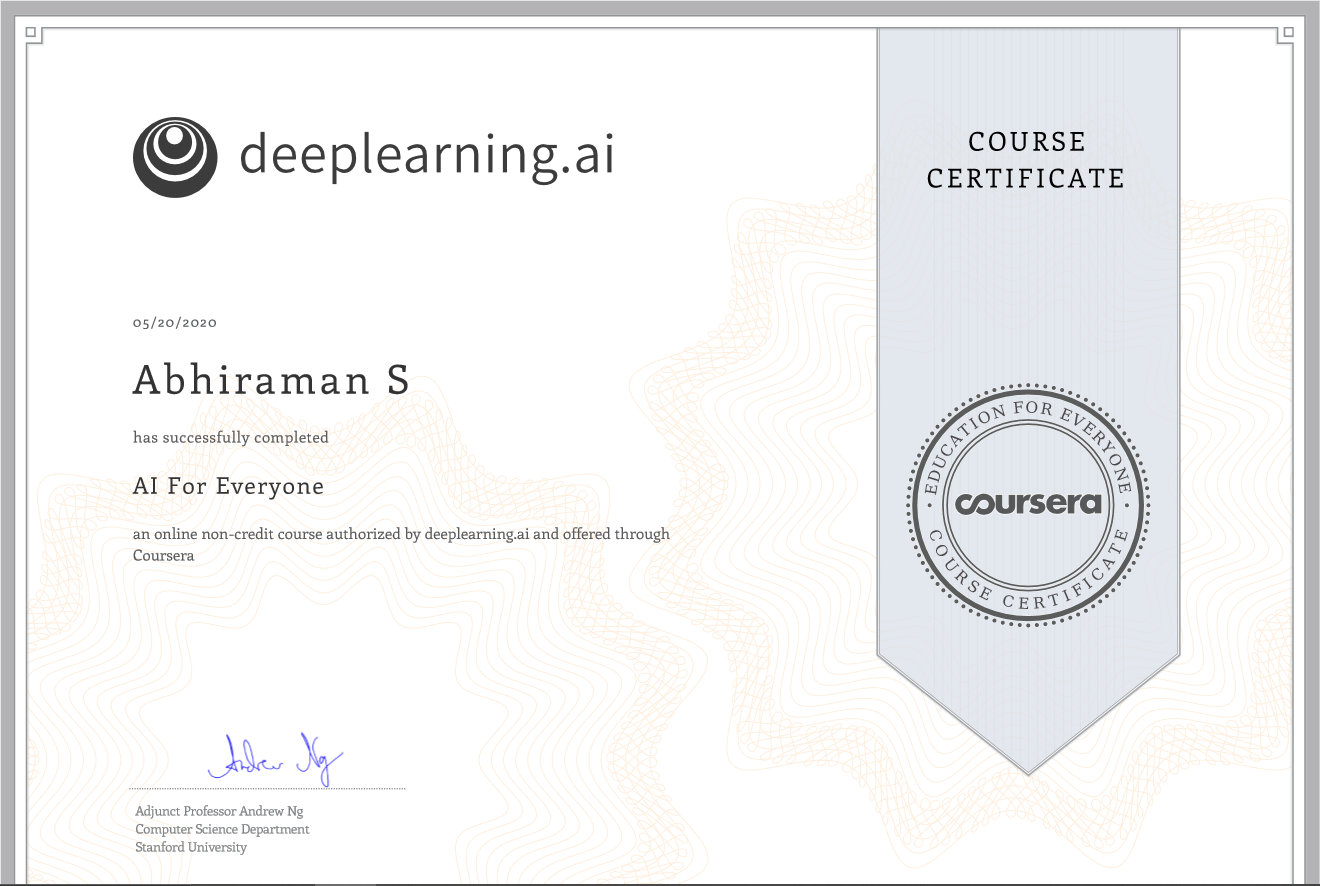 deeplearning.ai
COURSE
CERTIFICATE
05/20/2020
Abhiraman S
has successfully completed
AI For Everyone
an online non-credit course authorized by deeplearning.ai and offered through
Coursera
EDUCATION FOR EVERYONE
coursera
COURSE CERTIFICATE
Andrew Ng
Adjunct Professor Andrew Ng
Computer Science Department
Stanford University